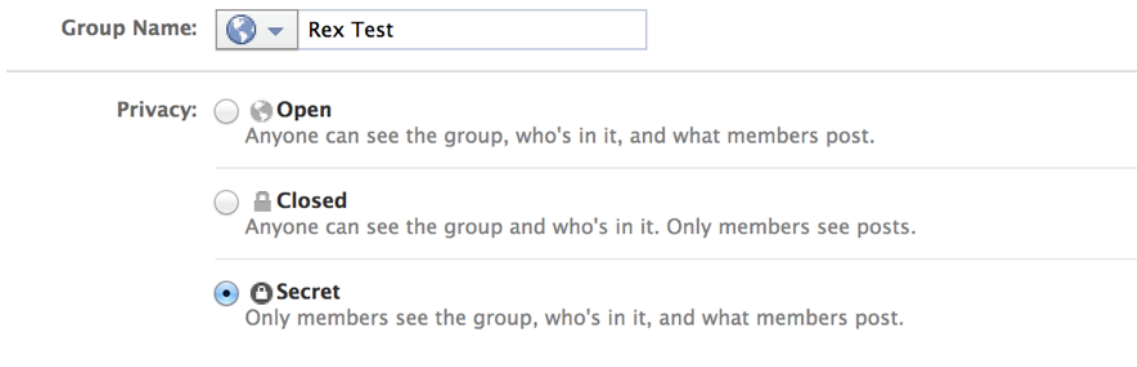 Group Name: Rex Test
Privacy: Open
Anyone can see the group, who's in it, and what members post.
Closed
Anyone can see the group and who's in it. Only members see posts.
Secret
Only members see the group, who's in it, and what members post.